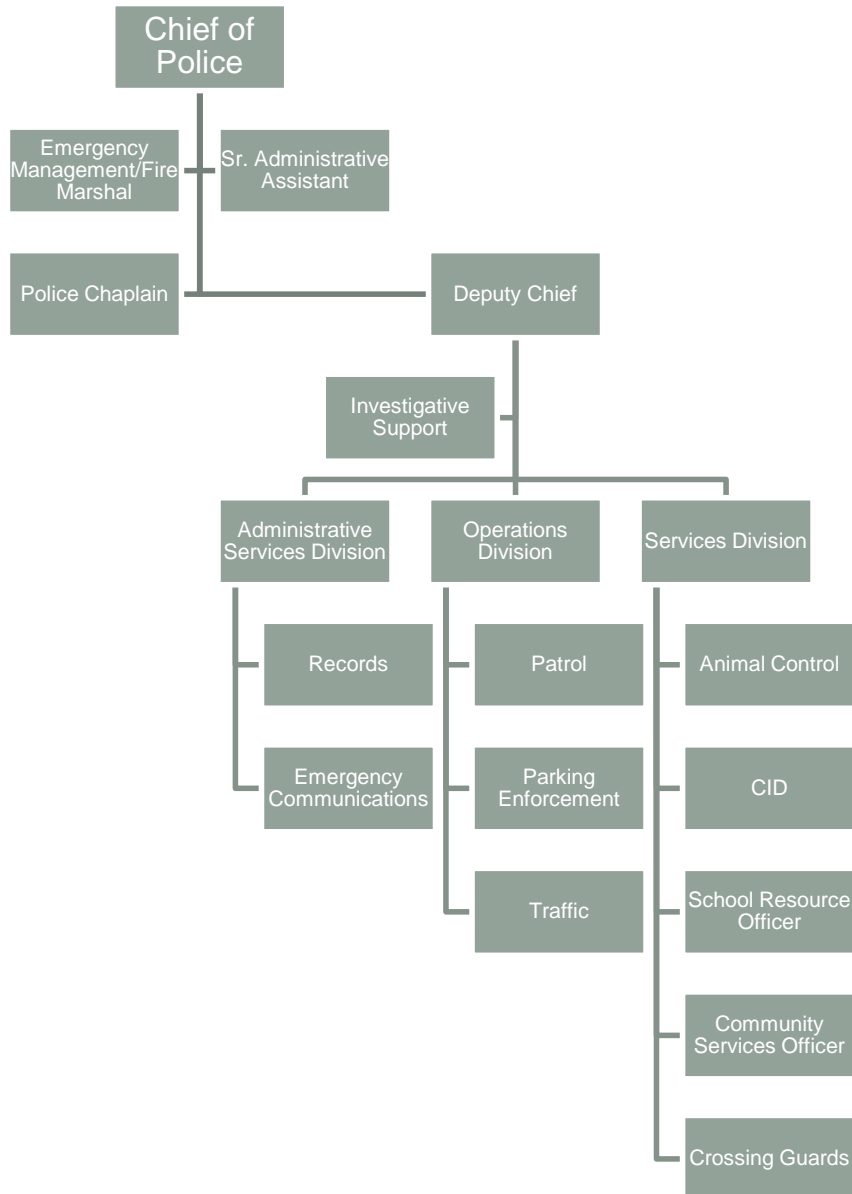 Chief of
Police
Emergency
Management/Fire
Marshal
Sr. Administrative
Assistant
Police Chaplain
Deputy Chief
Investigative
Support
Administrative
Services Division
Operations
Division
Services Division
Records
Patrol
Animal Control
Emergency
Communications
Parking
Enforcement
CID
Traffic
School Resource
Officer
Community
Services Officer
Crossing Guards